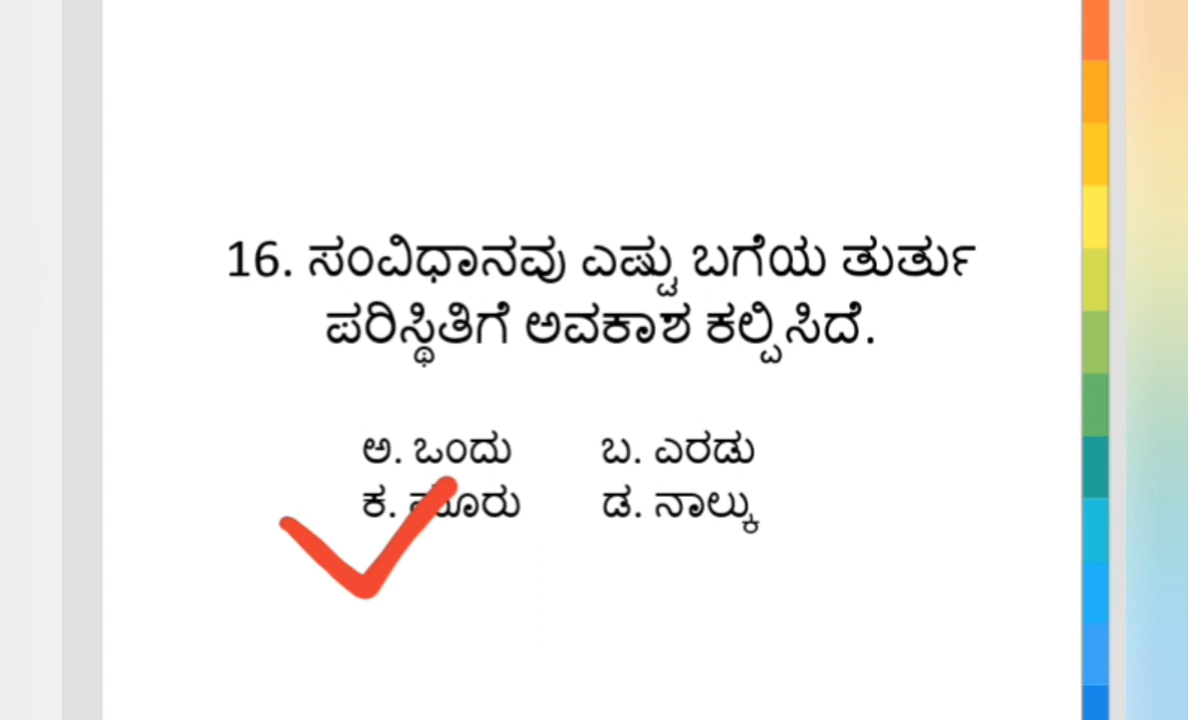 16. ಸಂವಿಧಾನವು ಎಷ್ಟು ಬಗೆಯ ತುರ್ತು
ಪರಿಸ್ಥಿತಿಗೆ ಅವಕಾಶ ಕಲ್ಪಿಸಿದೆ.
ಅ. ಒಂದು ಬ. ಎರಡು
ಕ. ಮೂರು ಡ. ನಾಲ್ಕು